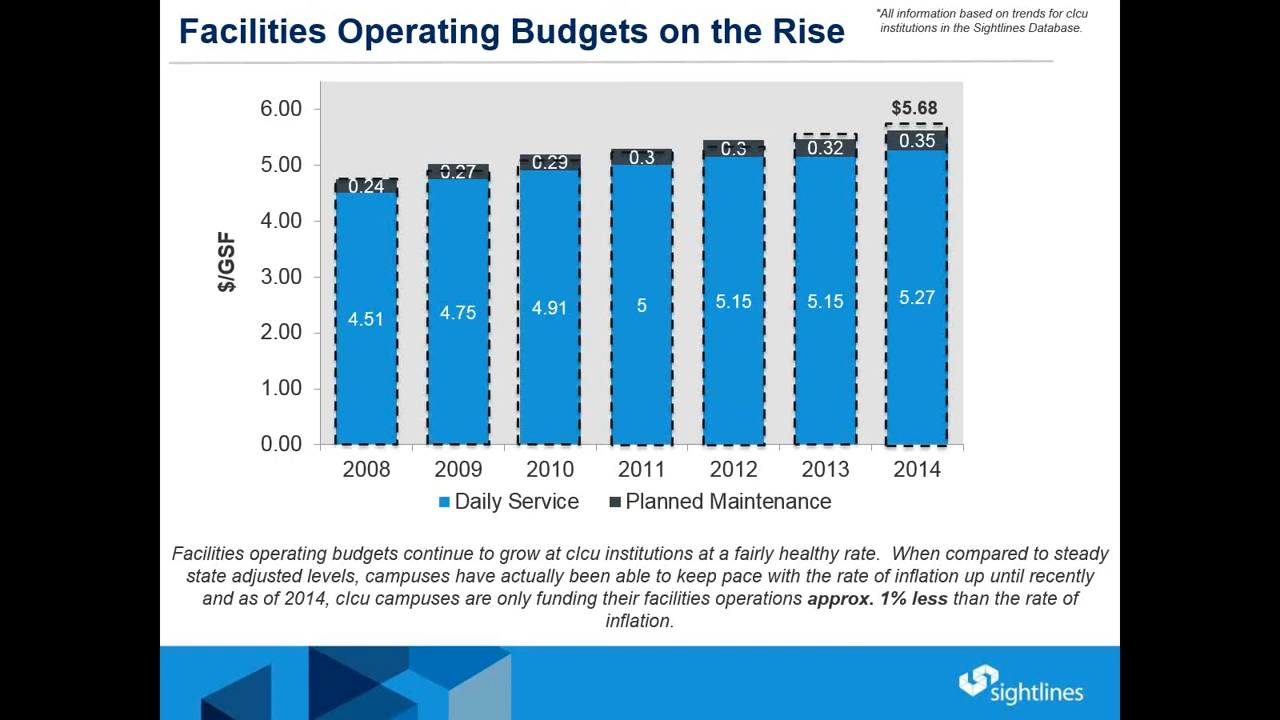 Facilities Operating Budgets on the Rise
*All information based on trends for cIcu
institutions in the Sightlines Database.
$/GSF
6.00
5.00
4.00
3.00
2.00
1.00
0.00
$5.68
0.24
0.27
0.29
0.3
0.3
0.32
0.35
4.51
4.75
4.91
5
5.15
5.15
5.27
2008
2009
2010
2011
2012
2013
2014
Daily Service
Planned Maintenance
Facilities operating budgets continue to grow at cIcu institutions at a fairly healthy rate.  When compared to steady
state adjusted levels, campuses have actually been able to keep pace with the rate of inflation up until recently
and as of 2014, cIcu campuses are only funding their facilities operations approx. 1% less than the rate of
inflation.
sightlines